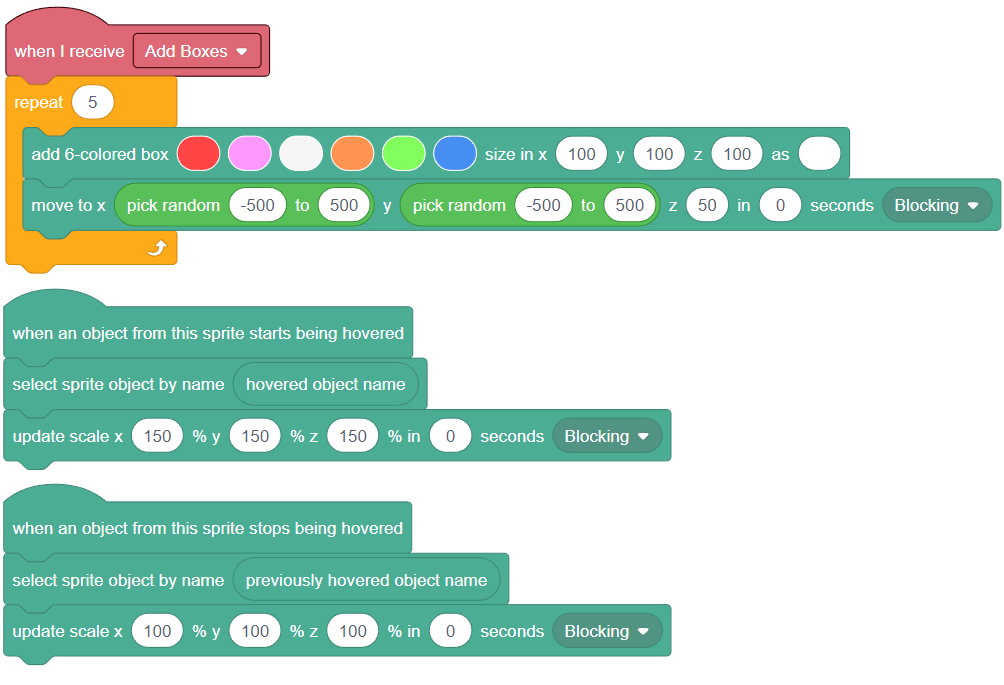 when I receive Add Boxes
repeat 5
add 6-colored box size in x 100 y 100 z 100 as
move to x pick random -500 to 500 y pick random -500 to 500 z 50 in 0 seconds Blocking
when an object from this sprite starts being hovered
select sprite object by name hovered object name
update scale x 150 % y 150 % z 150 % in 0 seconds Blocking
when an object from this sprite stops being hovered
select sprite object by name previously hovered object name
update scale x 100 % y 100 % z 100 % in 0 seconds Blocking